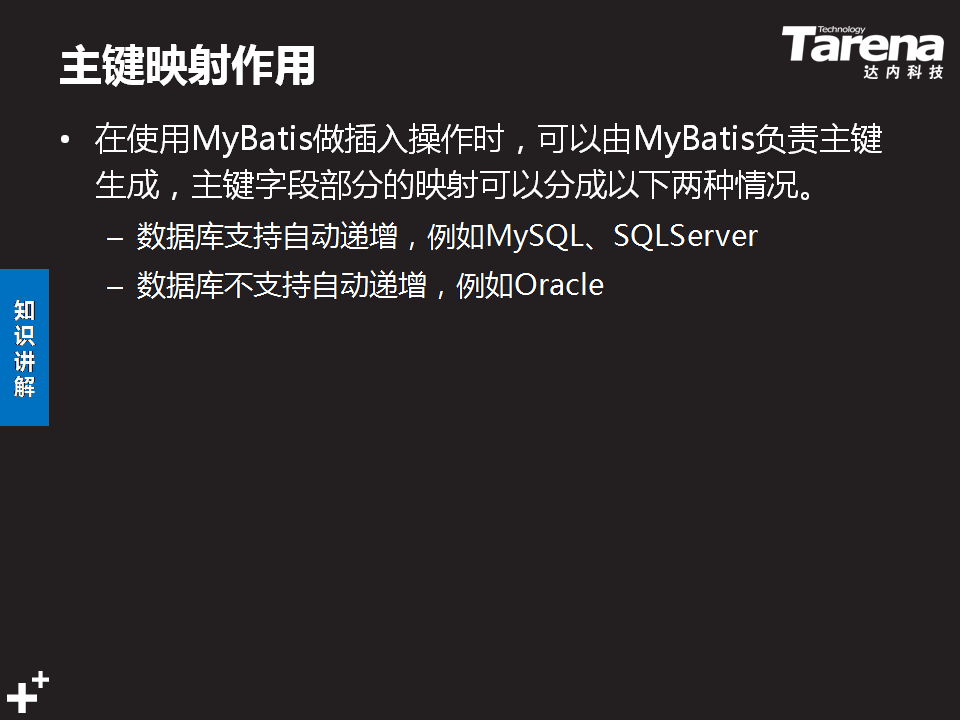 主键映射作用
Technology
Tarena
达内科技
• 在使用MyBatis做插入操作时，可以由MyBatis负责主键
生成，主键字段部分的映射可以分成以下两种情况。
– 数据库支持自动递增，例如MySQL、SQLServer
– 数据库不支持自动递增，例如Oracle
知
识
讲
解